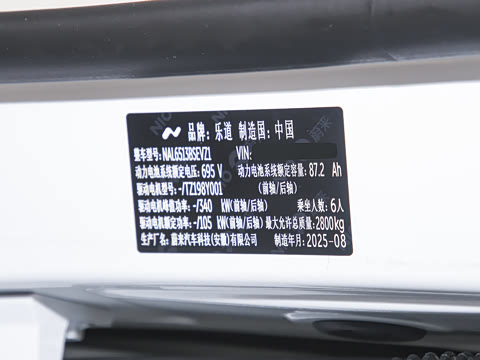 品牌: 乐道 制造国: 中国
整车型号: NAL6513BSEVZ1 VIN:
动力电池系统额定电压: 695 V 动力电池系统额定容量: 87.2 Ah
驱动电机型号: -/TZ198Y001 (前轴/后轴)
驱动电机峰值功率: -/340 kW(前轴/后轴) 乘坐人数: 6人
驱动电机额定功率: -/105 kW(前轴/后轴) 最大允许总质量: 2800kg
生产厂名: 蔚来汽车科技(安徽)有限公司 制造年月: 2025-08